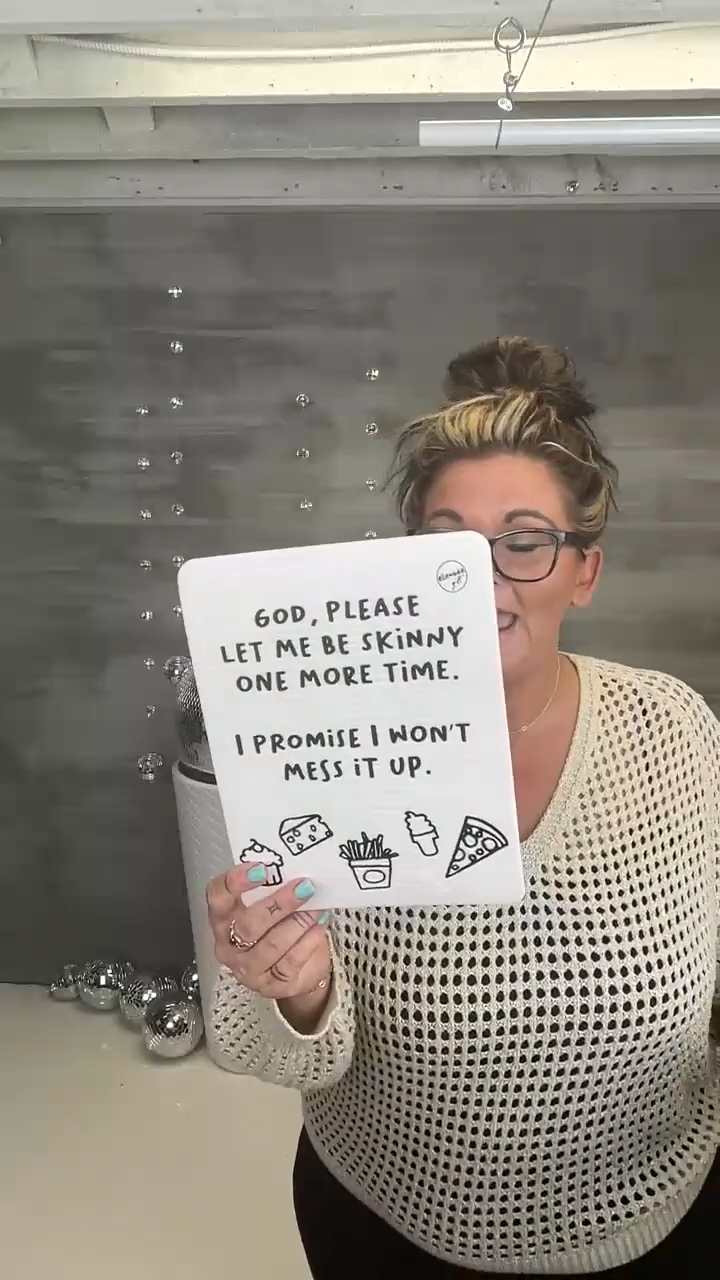 GOD, PLEASE
LET ME BE SKiNNY
ONE MORE TiME.
I PROMiSE I WON'T
MESS iT UP.